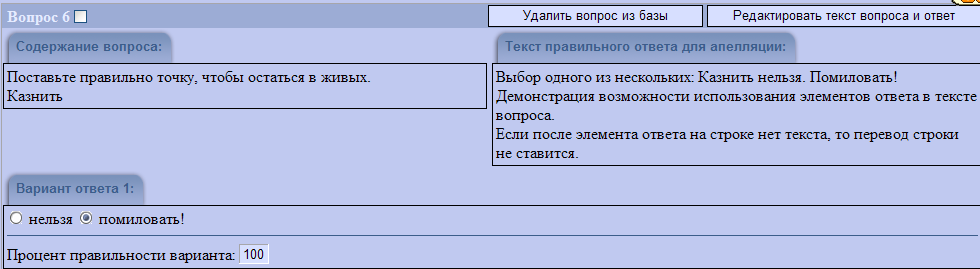 Вопрос 6
Удалить вопрос из базы
Редактировать текст вопроса и ответ
Содержание вопроса:
Поставьте правильно точку, чтобы остаться в живых.
Казнить
Текст правильного ответа для апелляции:
Выбор одного из нескольких: Казнить нельзя. Помиловать!
Демонстрация возможности использования элементов ответа в тексте
вопроса.
Если после элемента ответа на строке нет текста, то перевод строки
не ставится.
Вариант ответа 1:
нельзя помиловать!
Процент правильности варианта: 100